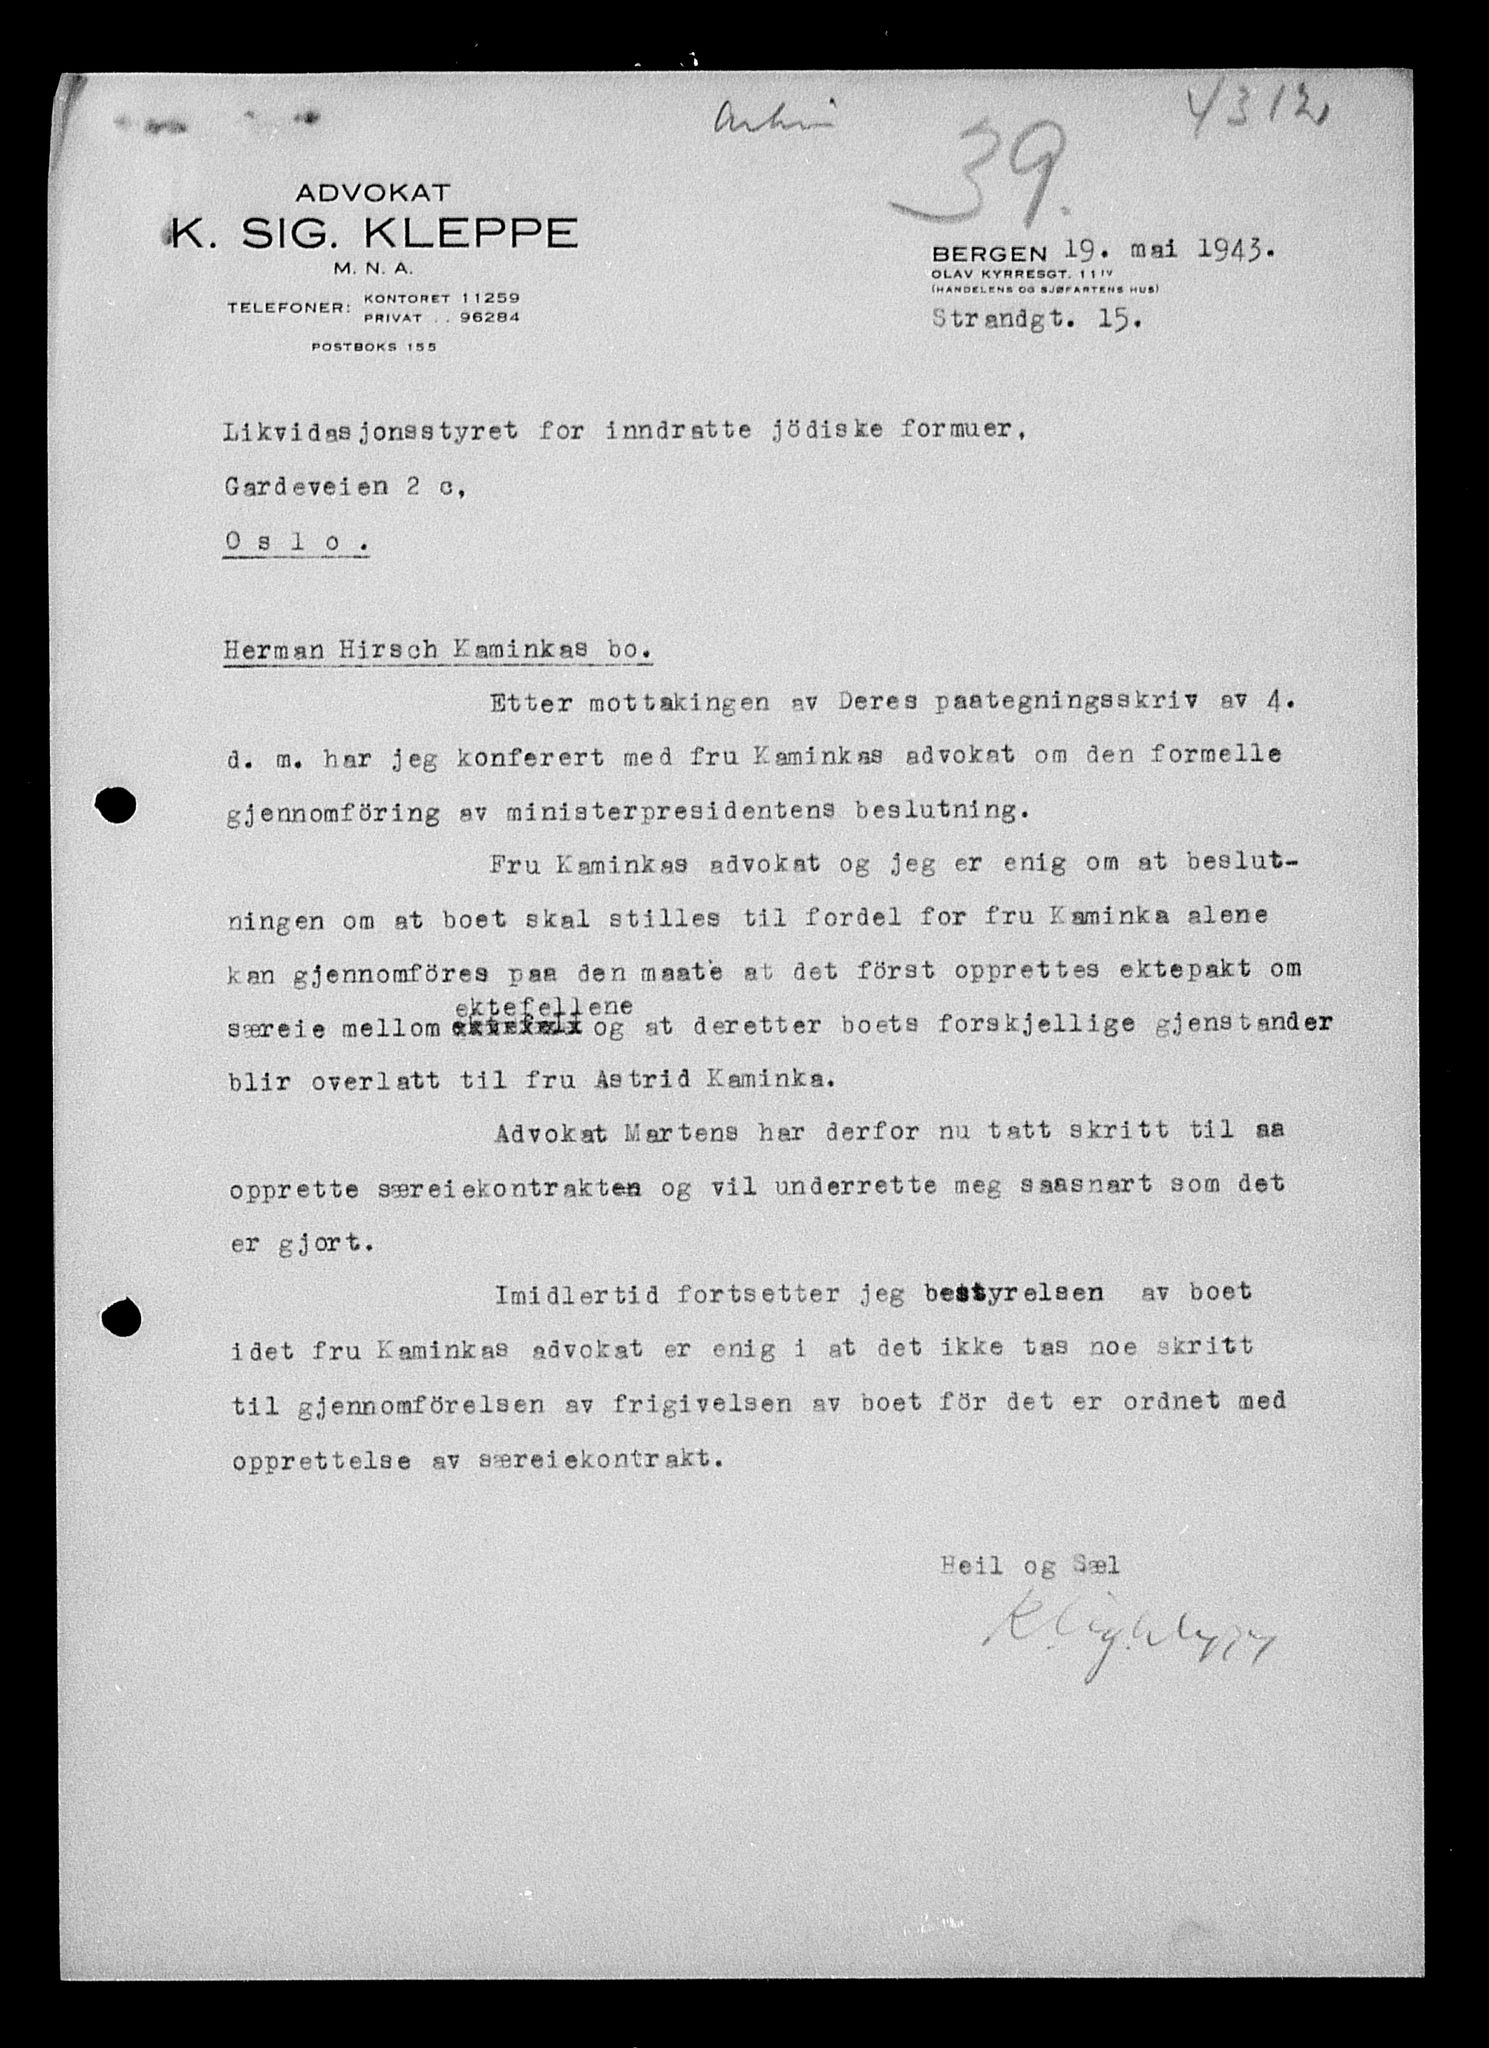 4312
39.
ADVOKAT
K. SIG. KLEPPE
M. N. A.
TELEFONER: KONTORET 11259
PRIVAT . . 96284
POSTBOKS 155
BERGEN 19. mai 1943.
OLAV KYRRESGT. 11 IV
(HANDELENS OG SJØFARTENS HUS)
Strandgt. 15.
Likvidasjonsstyret for inndratte jödiske formuer,
Gardeveien 2 c,
O s l o .
Herman Hirsch Kaminkas bo.
Etter mottakingen av Deres paategningsskriv av 4.
d. m. har jeg konferert med fru Kaminkas advokat om den formelle
gjennomföring av ministerpresidentens beslutning.
Fru Kaminkas advokat og jeg er enig om at beslut-
ningen om at boet skal stilles til fordel for fru Kaminka alene
kan gjennomföres paa den maate at det först opprettes ektepakt om
ektefellene
særeie mellom og at deretter boets forskjellige gjenstander
blir overlatt til fru Astrid Kaminka.
Advokat Martens har derfor nu tatt skritt til aa
opprette særeiekontrakten og vil underrette meg saasnart som det
er gjort.
Imidlertid fortsetter jeg bestyrelsen av boet
idet fru Kaminkas advokat er enig i at det ikke tas noe skritt
til gjennomförelsen av frigivelsen av boet för det er ordnet med
opprettelse av særeiekontrakt.
Heil og Sæl
K. Sig. Kleppe